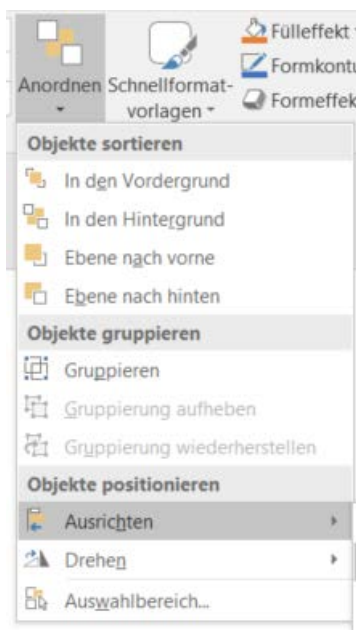 Fülleffekt
Anordnen Schnellformat-
vorlagen
Formkontu
Formeffek
Objekte sortieren
In den Vordergrund
In den Hintergrund
Ebene nach vorne
Ebene nach hinten
Objekte gruppieren
Gruppieren
Gruppierung aufheben
Gruppierung wiederherstellen
Objekte positionieren
Ausrichten
Drehen
Auswahlbereich...